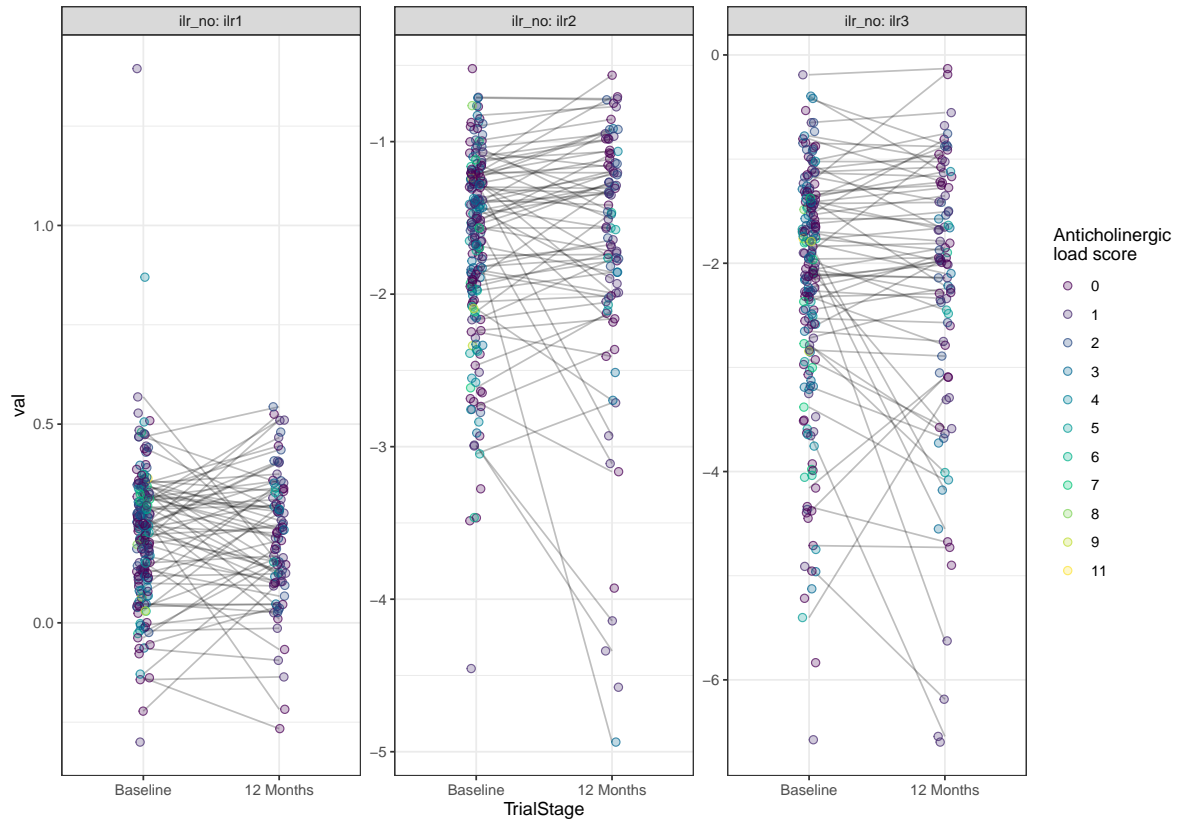 ilr_no: ilr1
ilr_no: ilr2
ilr_no: ilr3
val
1.0
0.5
0.0
−1
−2
−3
−4
−5
0
−2
−4
−6
Baseline
12 Months
Baseline
12 Months
Baseline
12 Months
TrialStage
Anticholinergic
load score
0
1
2
3
4
5
6
7
8
9
11